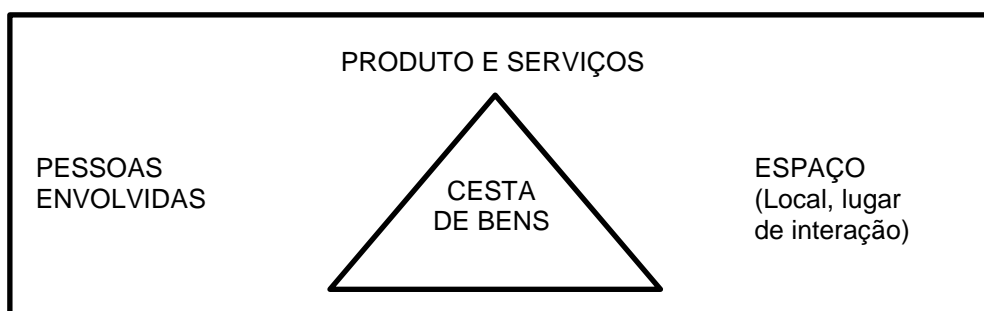 PRODUTO E SERVIÇOS
PESSOAS
ENVOLVIDAS
CESTA
DE BENS
ESPAÇO
(Local, lugar
de interação)